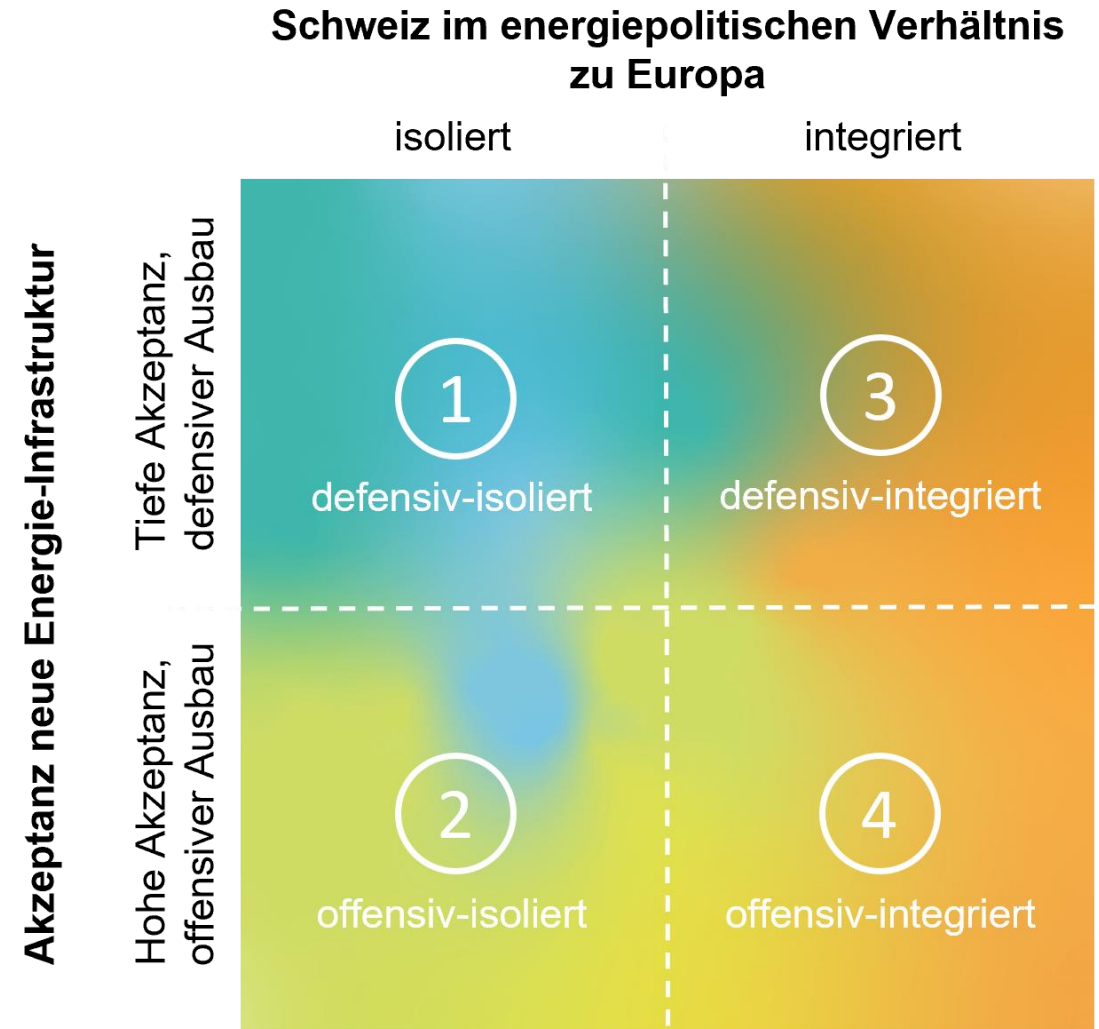 Schweiz im energiepolitischen Verhältnis
zu Europa
isoliert
integriert
Akzeptanz neue Energie-Infrastruktur
Tiefe Akzeptanz,
defensiver Ausbau
1
defensiv-isoliert
3
defensiv-integriert
Hohe Akzeptanz,
offensiver Ausbau
2
offensiv-isoliert
4
offensiv-integriert